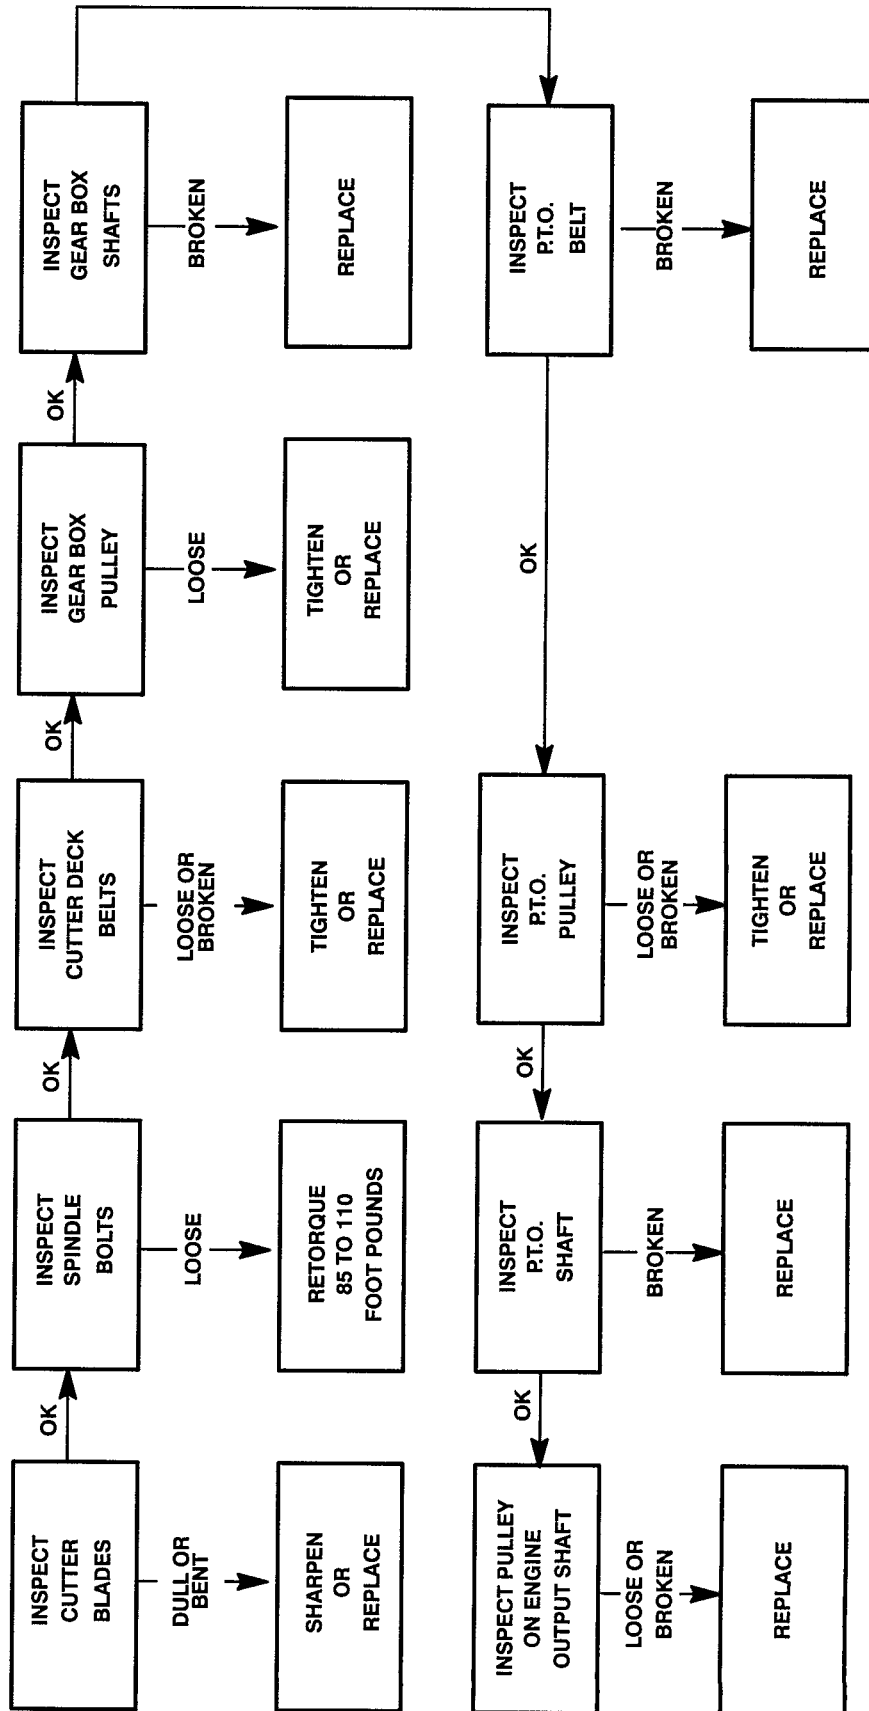 INSPECT
CUTTER
BLADES
OK
INSPECT
SPINDLE
BOLTS
OK
INSPECT
CUTTER DECK
BELTS
OK
INSPECT
GEAR BOX
PULLEY
OK
INSPECT
GEAR BOX
SHAFTS
DULL OR
BENT
LOOSE
LOOSE OR
BROKEN
LOOSE
BROKEN
SHARPEN
OR
REPLACE
RETORQUE
85 TO 110
FOOT POUNDS
TIGHTEN
OR
REPLACE
TIGHTEN
OR
REPLACE
REPLACE
INSPECT PULLEY
ON ENGINE
OUTPUT SHAFT
OK
INSPECT
P.T.O.
SHAFT
OK
INSPECT
P.T.O.
PULLEY
OK
INSPECT
P.T.O.
BELT
LOOSE OR
BROKEN
BROKEN
LOOSE OR
BROKEN
BROKEN
REPLACE
REPLACE
TIGHTEN
OR
REPLACE
REPLACE